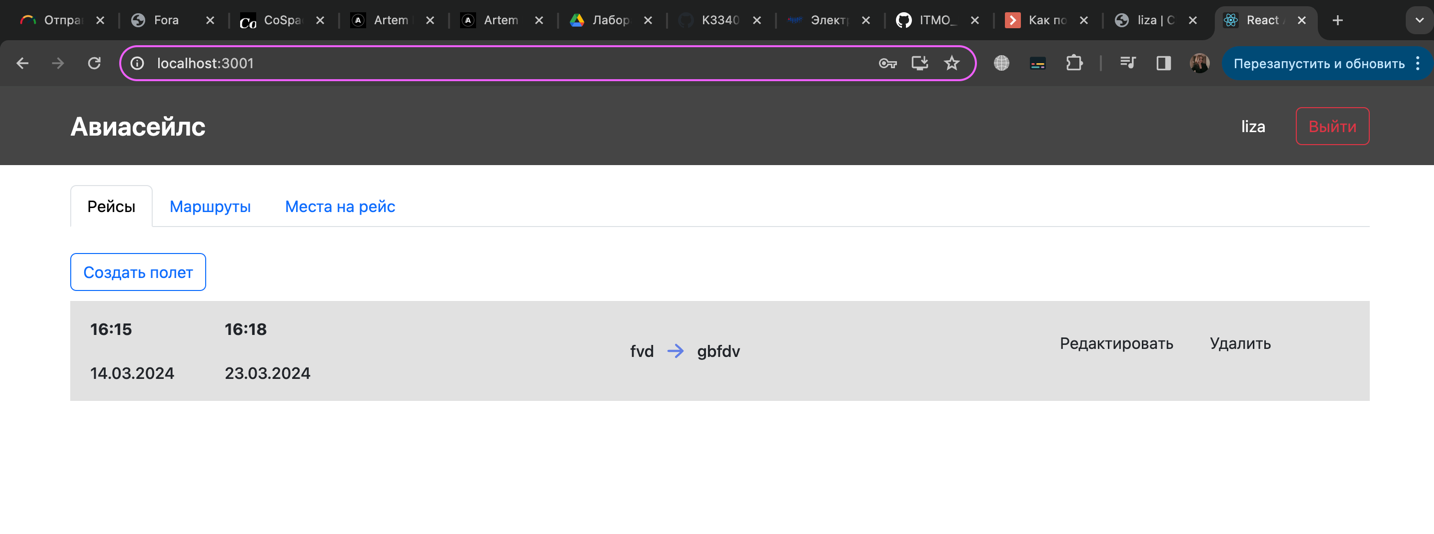 Отпра Fora CoSpa Artem Artem Лабор K3340 Элект ITMO_ Как по liza | C React
localhost:3001 Перезапустить и обновить
Авиасейлс liza Выйти
Рейсы Маршруты Места на рейс
Создать полет
16:15 16:18
fvd → gbfdv Редактировать Удалить
14.03.2024 23.03.2024